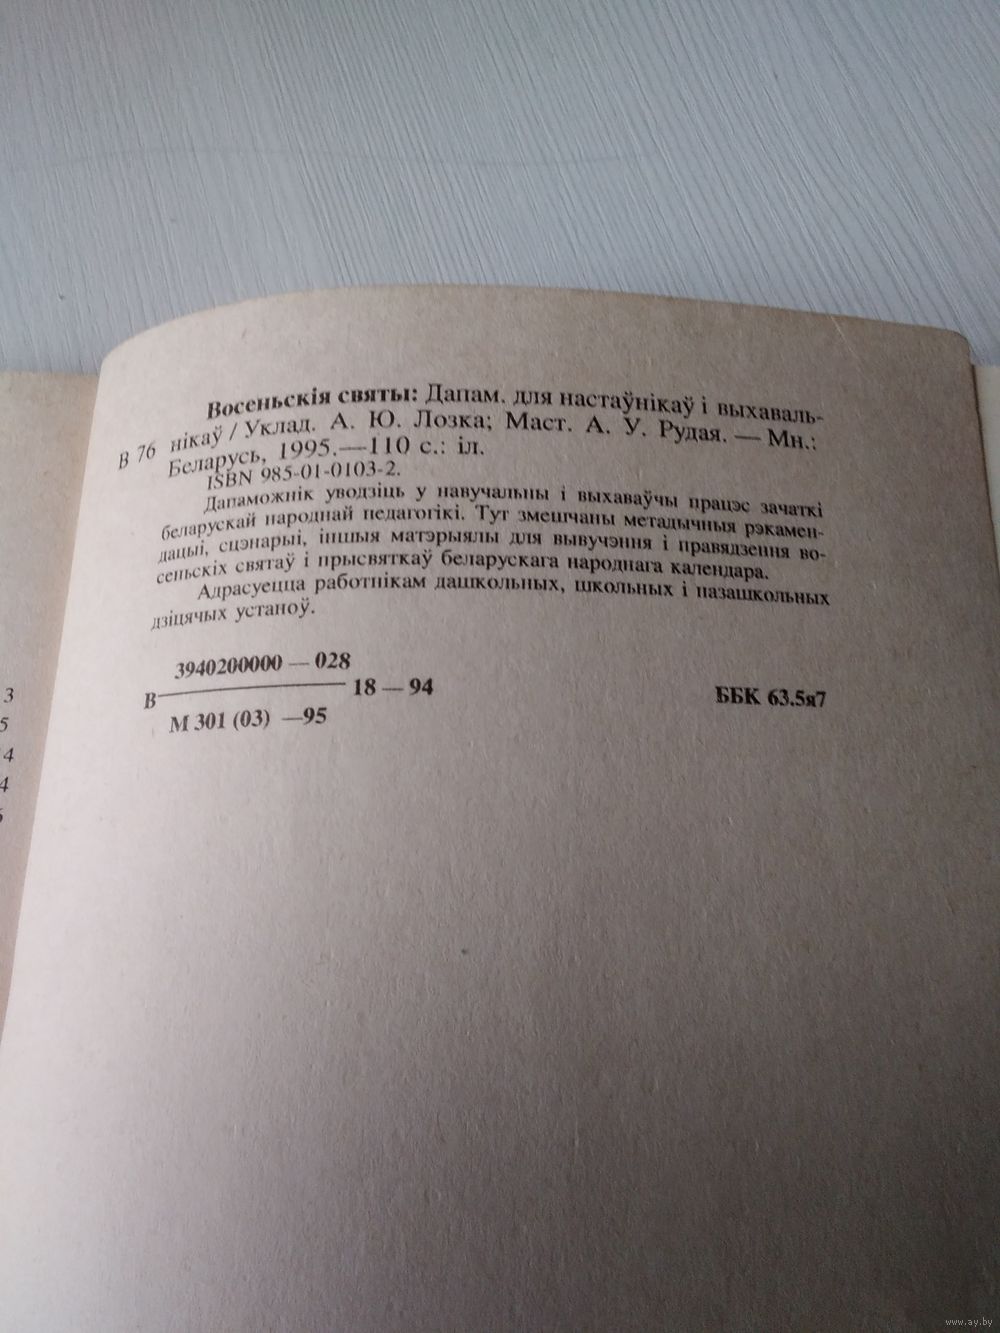 Восеньскія святы: Дапам. для настаўнікаў і выхаваль-
В 76 нікаў / Уклад. А. Ю. Лозка; Маст. А. У. Рудая. — Мн.:
Беларусь, 1995.—110 с.: іл.
ISBN 985-01-0103-2.
Дапаможнік уводзіць у навучальны і выхаваўчы працэс зачаткі
беларускай народнай педагогікі. Тут змешчаны метадычныя рэкамен-
дацыі, сцэнарыі, іншыя матэрыялы для вывучэння і правядзення во-
сеньскіх святаў і прысвяткаў беларускага народнага календара.
Адрасуецца работнікам дашкольных, школьных і пазашкольных
дзіцячых устаноў.
3940200000 — 028
В 18 — 94
М 301 (03) —95
ББК 63.5я7
3
5
4
4
www.ay.by